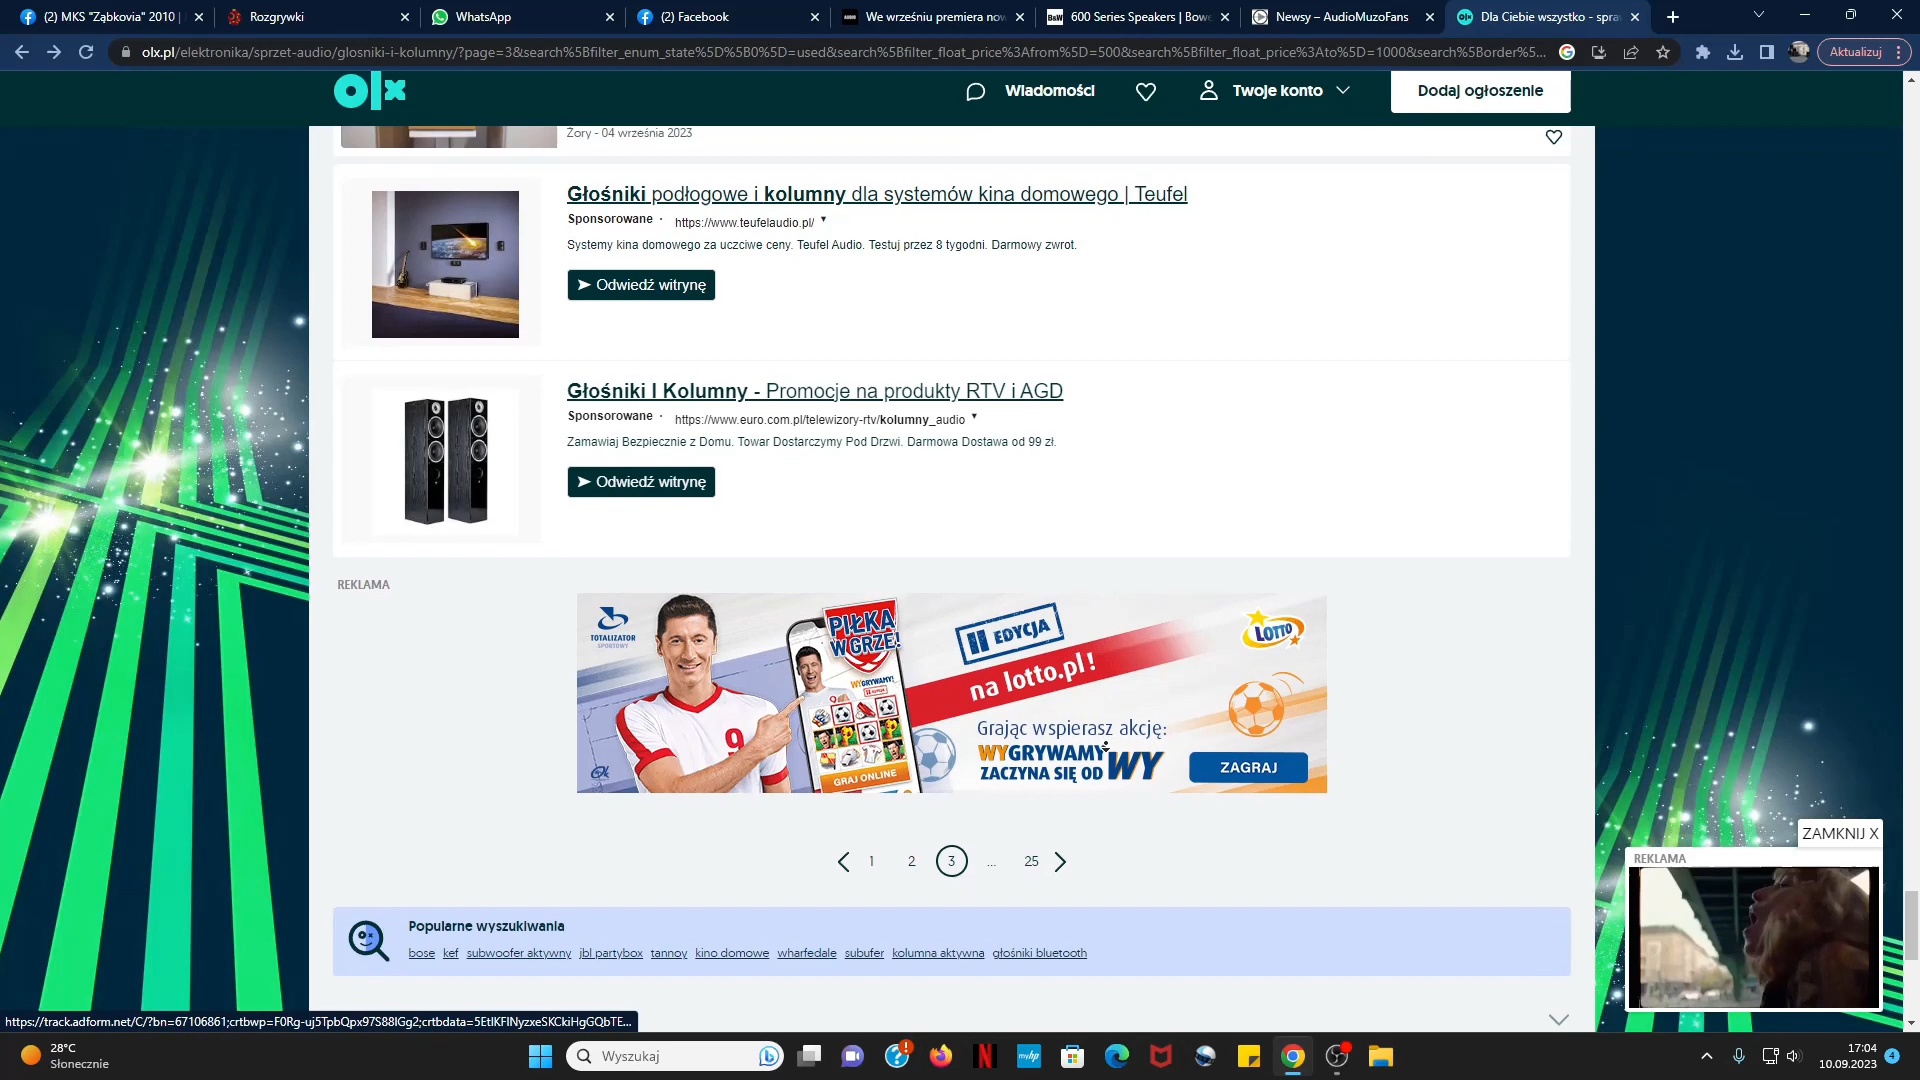 (2) MKS "Ząbkovia" 2010 |
Rozgrywki
WhatsApp
(2) Facebook
We wrześniu premiera now
600 Series Speakers | Bowe
Newsy – AudioMuzoFans
Dla Ciebie wszystko - spra
olx.pl/elektronika/sprzet-audio/glosniki-i-kolumny/?page=3&search%5Bfilter_enum_state%5D%5B0%5D=used&search%5Bfilter_float_price%3Afrom%5D=500&search%5Bfilter_float_price%3Ato%5D=1000&search%5Border%5...
Aktualizuj
olx
Wiadomości
Twoje konto
Dodaj ogłoszenie
Żory - 04 września 2023
Głośniki podłogowe i kolumny dla systemów kina domowego | Teufel
Sponsorowane · https://www.teufelaudio.pl/
Systemy kina domowego za uczciwe ceny. Teufel Audio. Testuj przez 8 tygodni. Darmowy zwrot.
Odwiedź witrynę
Głośniki I Kolumny - Promocje na produkty RTV i AGD
Sponsorowane · https://www.euro.com.pl/telewizory-rtv/kolumny_audio
Zamawiaj Bezpiecznie z Domu. Towar Dostarczymy Pod Drzwi. Darmowa Dostawa od 99 zł.
Odwiedź witrynę
REKLAMA
TOTALIZATOR
SPORTOWY
PIŁKA
W GRZE!
WYGRYWAMY!
II EDYCJA
na lotto.pl!
LOTTO
9
Grając wspierasz akcję:
WYGRYWAMY
ZACZYNA SIĘ OD WY
GRAJ ONLINE
ZAGRAJ
1 2 3 ... 25
Popularne wyszukiwania
bose kef subwoofer aktywny jbl partybox tannoy kino domowe wharfedale subufer kolumna aktywna głośniki bluetooth
ZAMKNIJ X
REKLAMA
https://track.adform.net/C/?bn=67106861;crtbwp=F0Rg-uj5TpbQpx97S88IGg2;crtbdata=5EtIKFINyzxeSKCkiHgGQbTE...
28°C
Słonecznie
Wyszukaj
myhp
17:04
10.09.2023
4